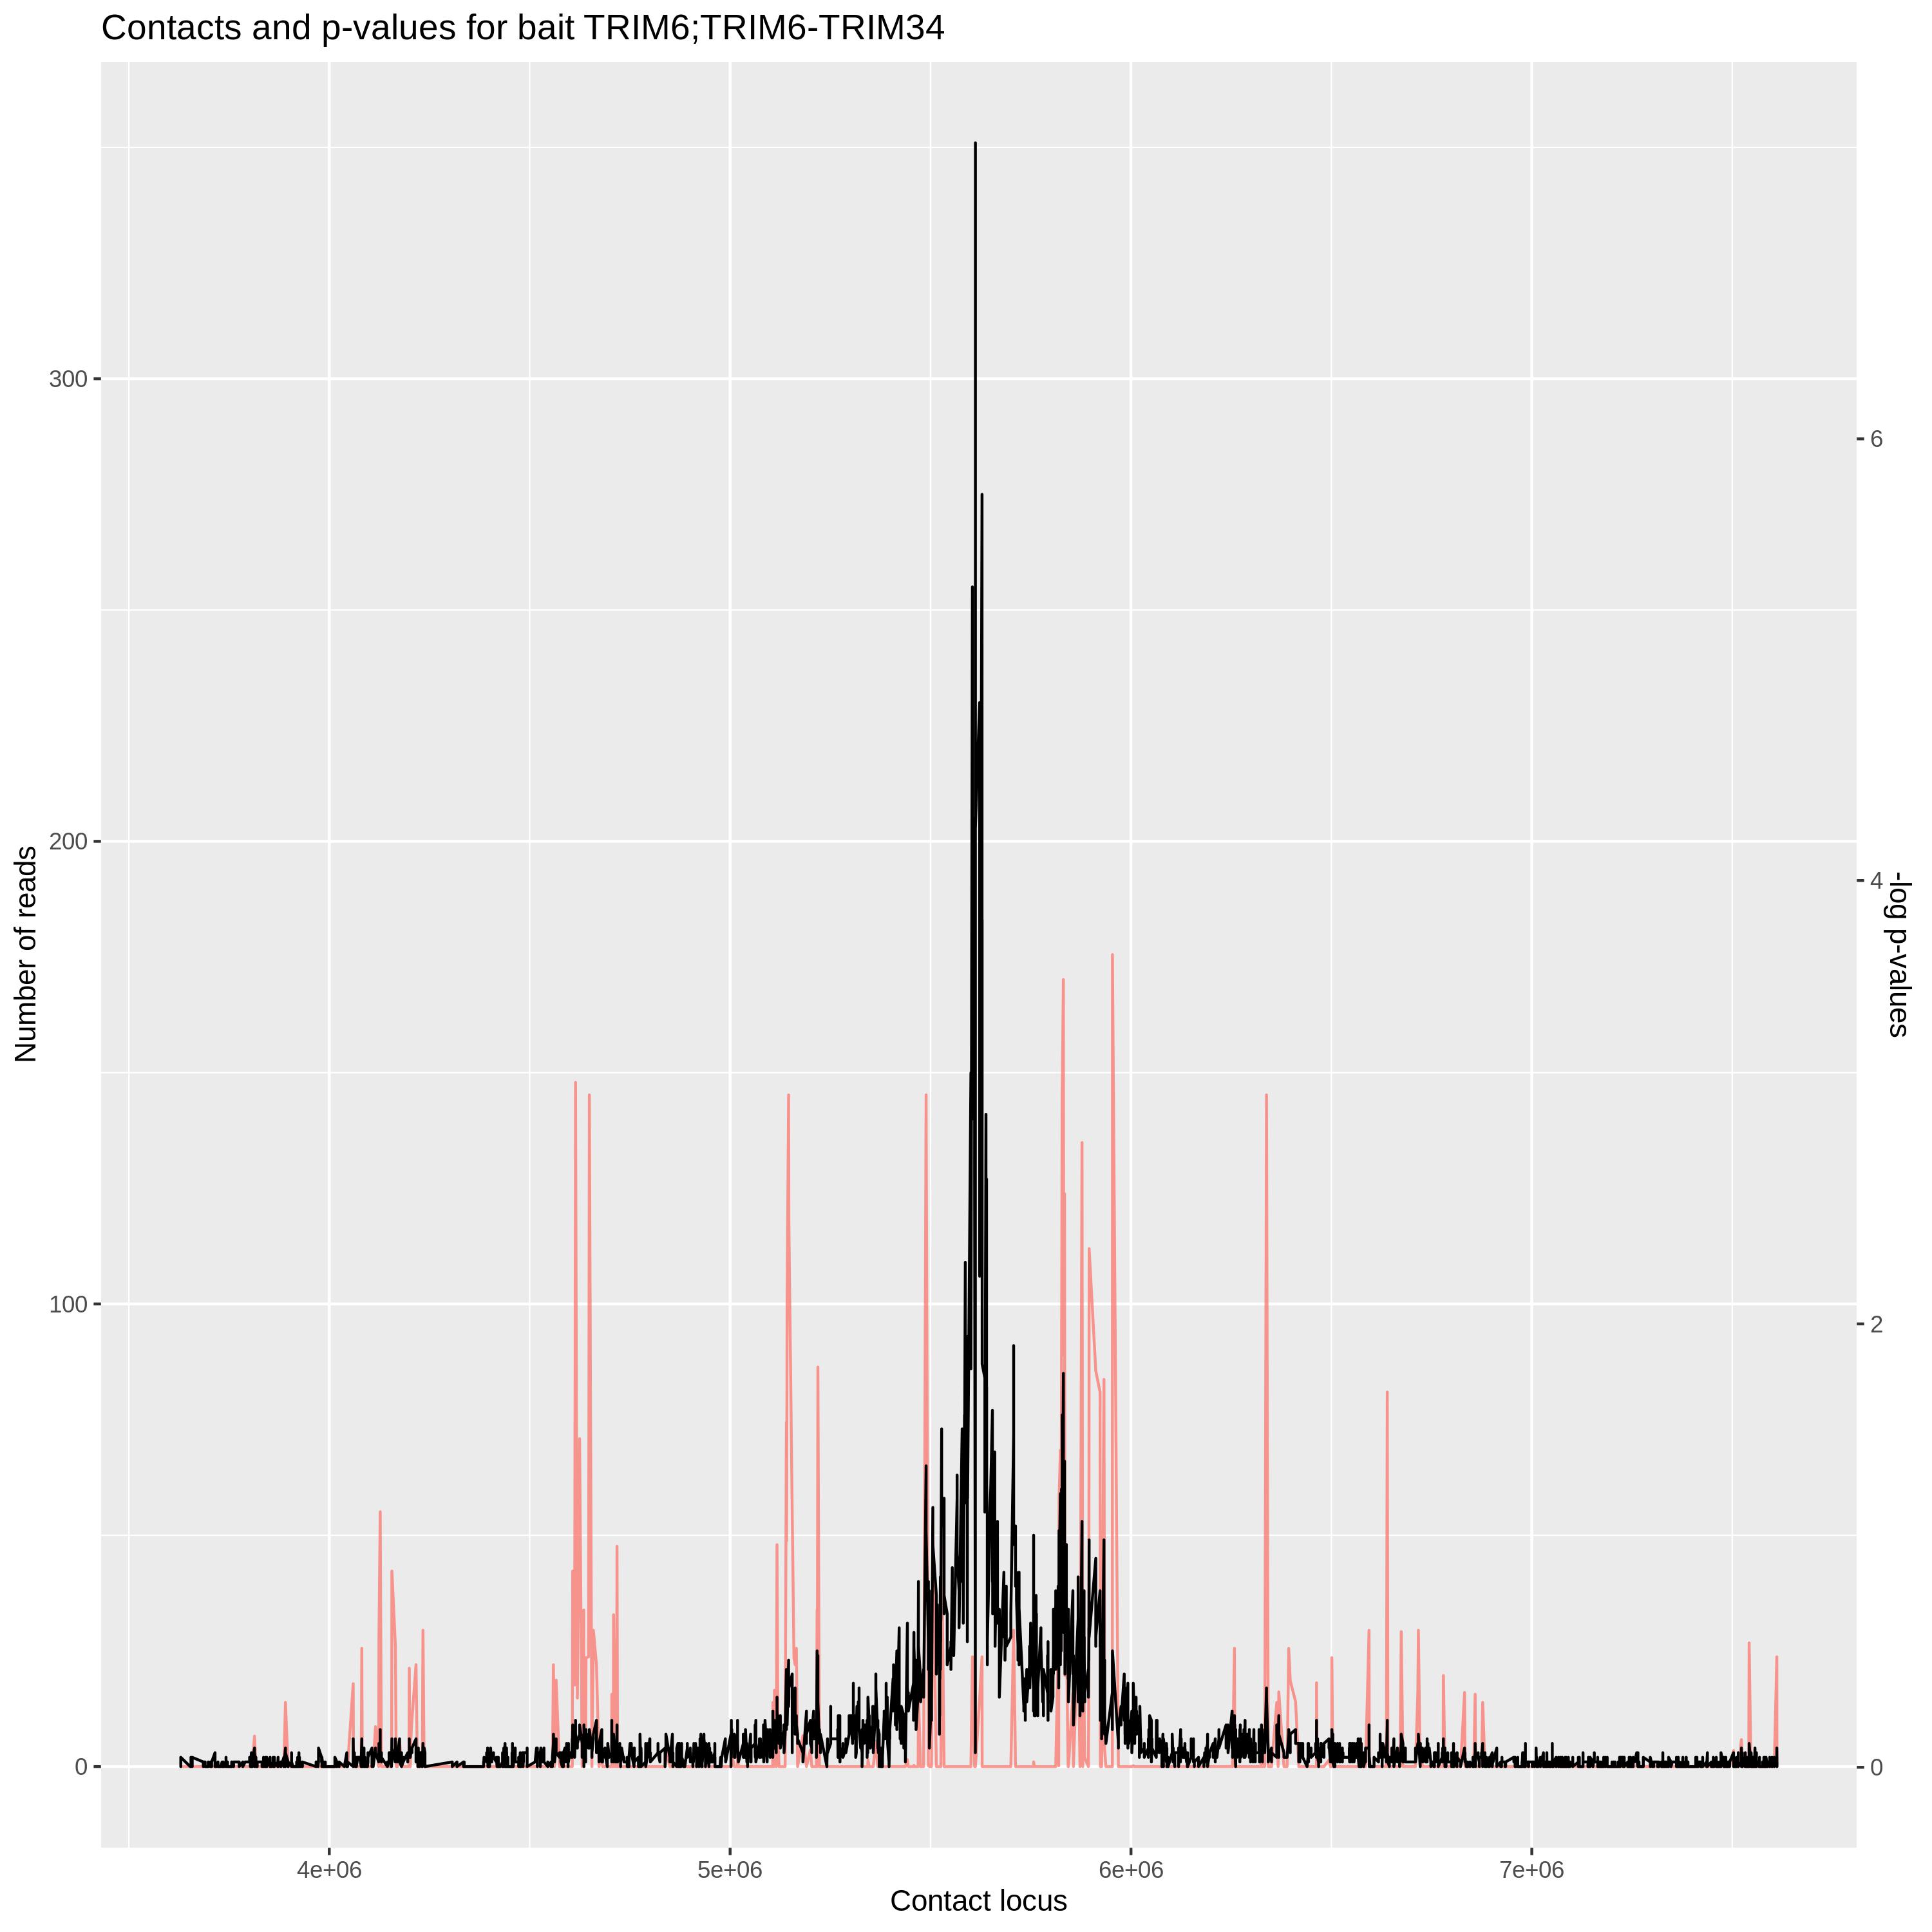 Contacts and p-values for bait TRIM6;TRIM6-TRIM34
300
200
100
0
Number of reads
6
4
2
0
-log p-values
4e+06
5e+06
6e+06
7e+06
Contact locus